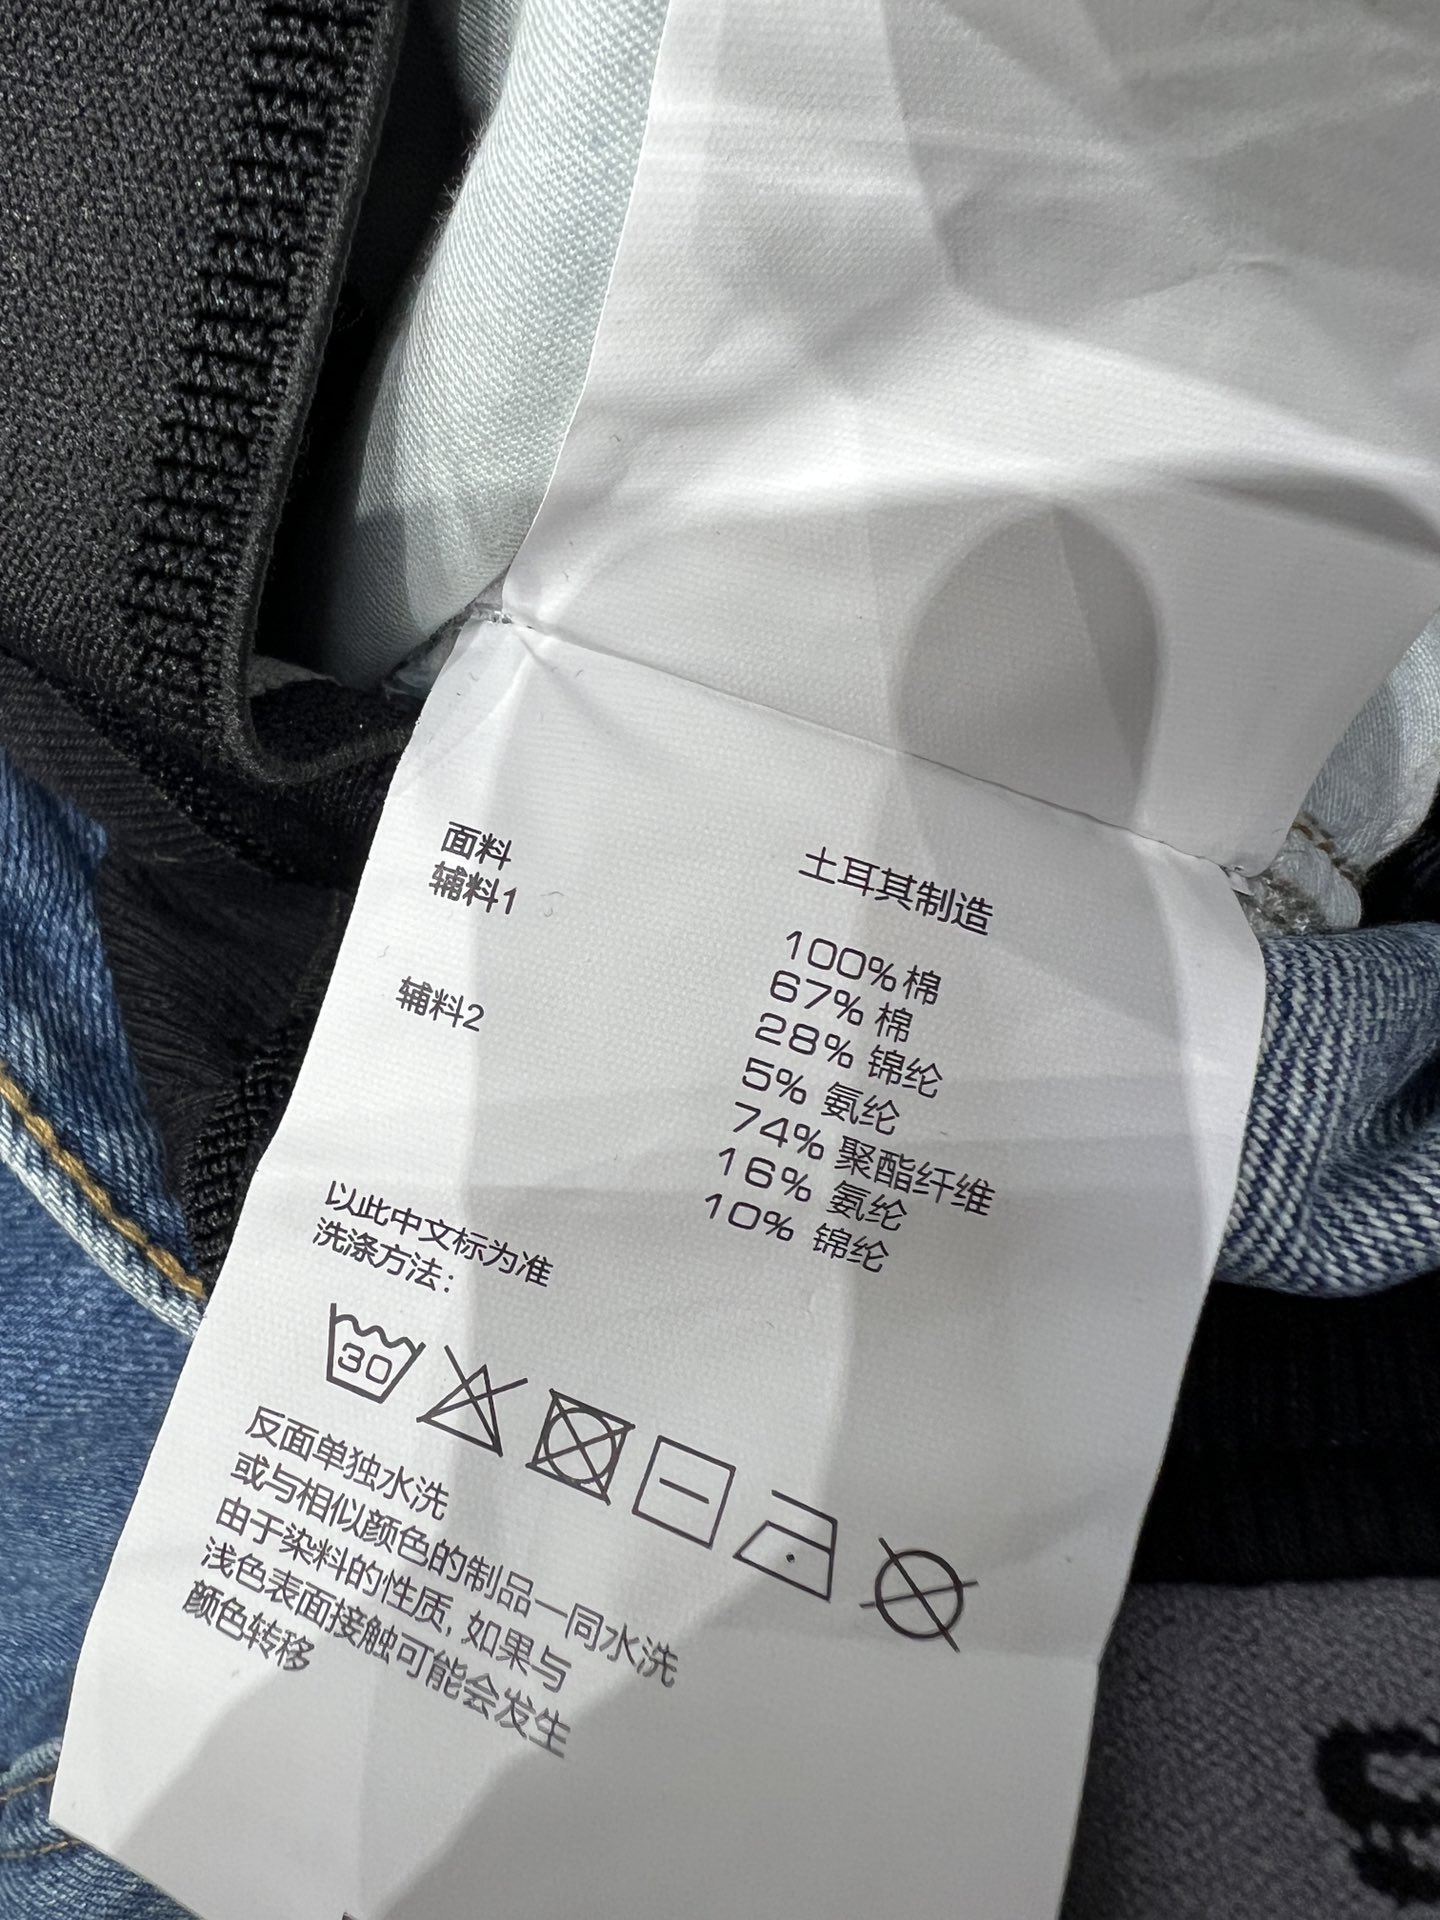 土耳其制造
面料 100%棉
辅料1 67% 棉
28% 锦纶
5% 氨纶
辅料2 74% 聚酯纤维
16% 氨纶
10% 锦纶
以此中文标为准
洗涤方法：
30
反面单独水洗
或与相似颜色的制品一同水洗
由于染料的性质, 如果与
浅色表面接触可能会发生
颜色转移